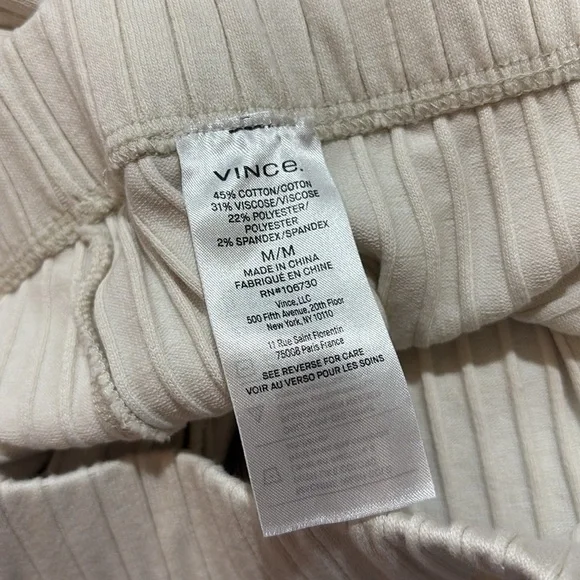 VINCE.
45% COTTON/COTON
31% VISCOSE/VISCOSE
22% POLYESTER/
POLYESTER
2% SPANDEX/SPANDEX
M/M
MADE IN CHINA
FABRIQUÉ EN CHINE
RN#106730
Vince, LLC
500 Fifth Avenue, 20th Floor
New York, NY 10110
11 Rue Saint Florentin
75008 Paris France
SEE REVERSE FOR CARE
VOIR AU VERSO POUR LES SOINS